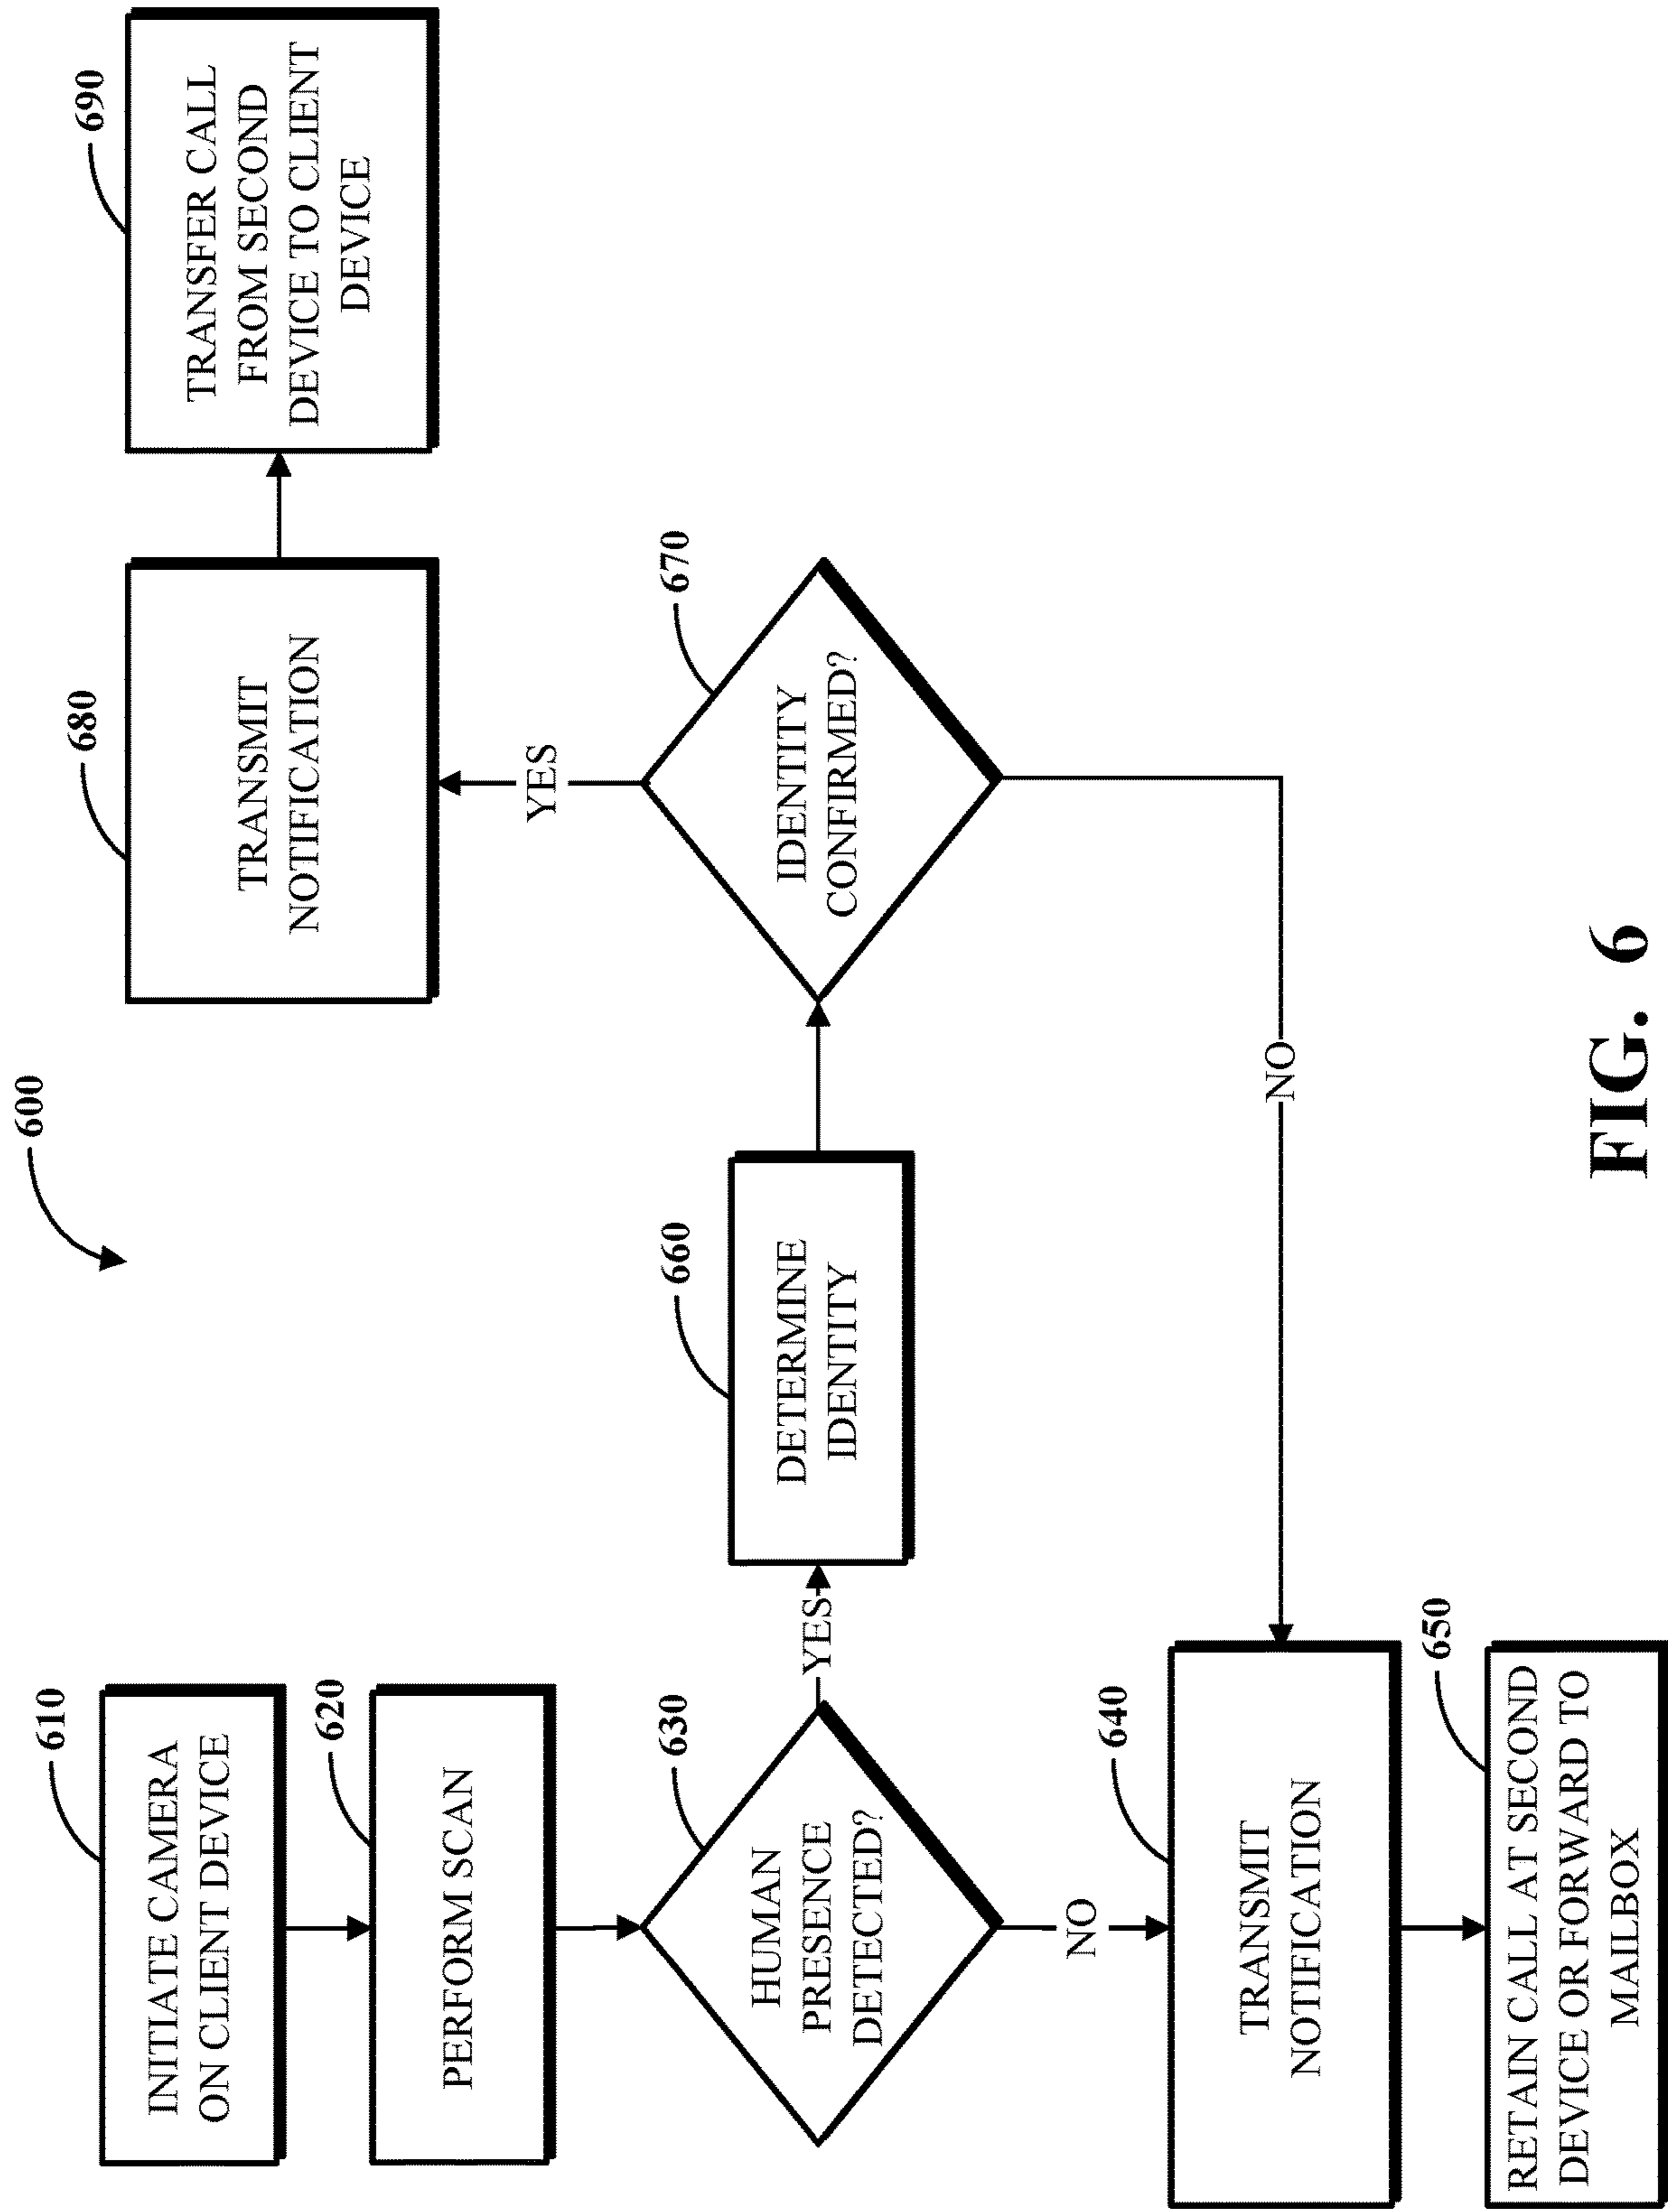 600
610
INITIATE CAMERA
ON CLIENT DEVICE
620
PERFORM SCAN
630
HUMAN
PRESENCE
DETECTED?
YES
NO
640
TRANSMIT
NOTIFICATION
650
RETAIN CALL AT SECOND
DEVICE OR FORWARD TO
MAILBOX
660
DETERMINE
IDENTITY
670
IDENTITY
CONFIRMED?
YES
NO
680
TRANSMIT
NOTIFICATION
690
TRANSFER CALL
FROM SECOND
DEVICE TO CLIENT
DEVICE
FIG. 6